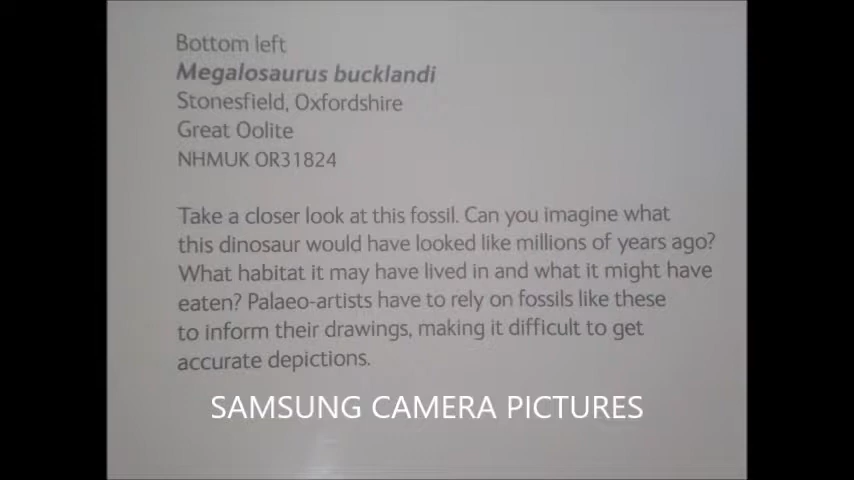 Bottom left
Megalosaurus bucklandi
Stonesfield, Oxfordshire
Great Oolite
NHMUK OR31824
Take a closer look at this fossil. Can you imagine what
this dinosaur would have looked like millions of years ago?
What habitat it may have lived in and what it might have
eaten? Palaeo-artists have to rely on fossils like these
to inform their drawings, making it difficult to get
accurate depictions.
SAMSUNG CAMERA PICTURES